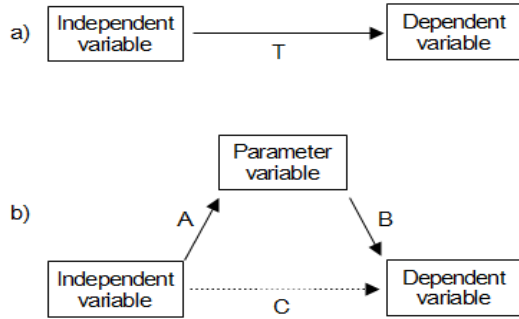 a)
Independent
variable
T
Dependent
variable
Parameter
variable
b)
A
B
Independent
variable
C
Dependent
variable